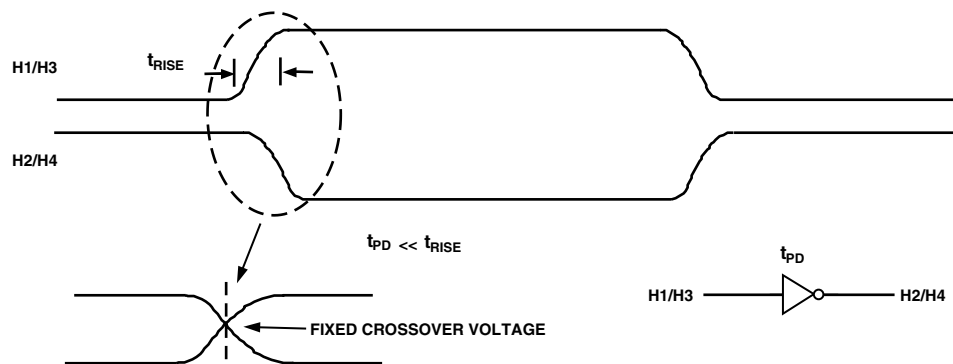 tRISE
H1/H3
H2/H4
tPD << tRISE
tPD
H1/H3
H2/H4
FIXED CROSSOVER VOLTAGE